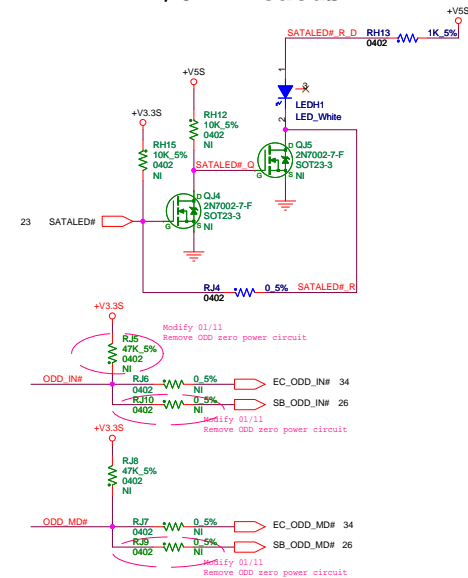 +V5S
SATALED#_R_D RH13 1K_5%
0402
+V5S
1
3
LEDH1
LED_White
2
+V3.3S
RH12
10K_5%
0402
NI
RH15
10K_5%
0402
NI
SATALED#_Q
D QJ5
2N7002-7-F
SOT23-3
NI
G S
D QJ4
2N7002-7-F
SOT23-3
NI
G S
23 SATALED#
RJ4 0_5% SATALED#_R
0402
+V3.3S
Modify 01/11
Remove ODD zero power circuit
RJ5
47K_5%
0402
NI
ODD_IN# RJ6 0_5% EC_ODD_IN# 34
0402 NI
RJ10 0_5% SB_ODD_IN# 26
0402 NI
Modify 01/11
Remove ODD zero power circuit
+V3.3S
RJ8
47K_5%
0402
NI
ODD_MD# RJ7 0_5% EC_ODD_MD# 34
0402 NI
RJ9 0_5% SB_ODD_MD# 26
0402 NI
Modify 01/11
Remove ODD zero power circuit